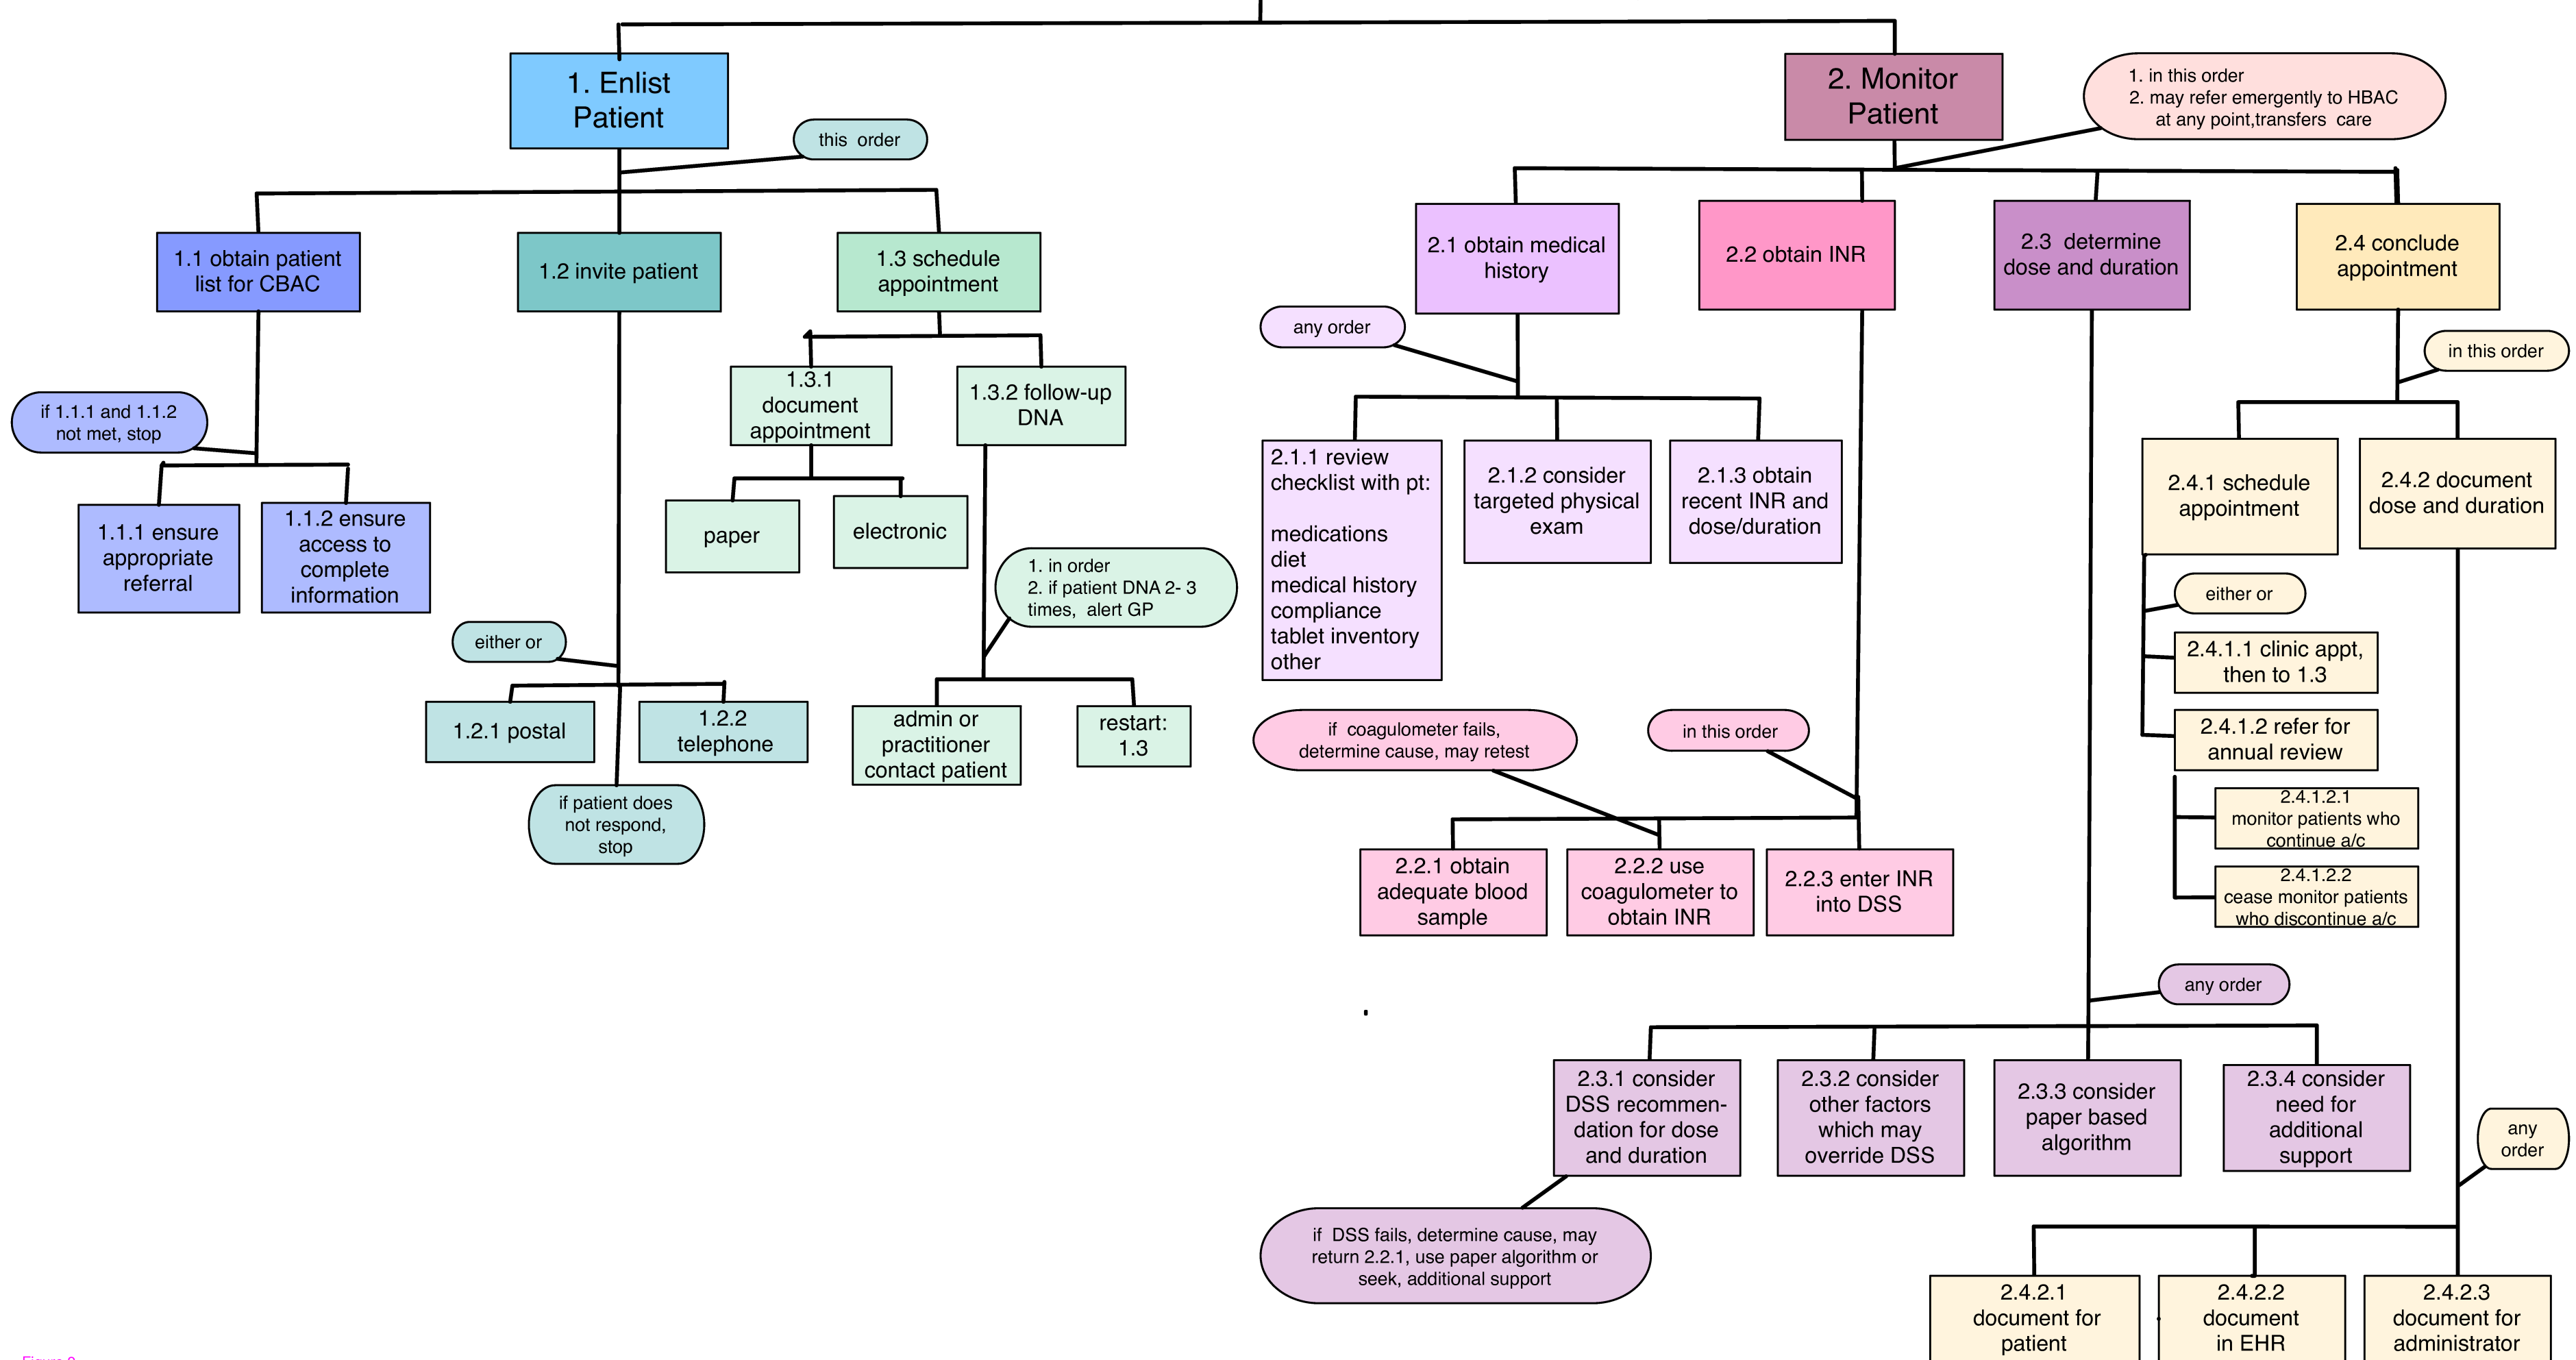 1. Enlist
Patient
this order
1.1 obtain patient
list for CBAC
1.2 invite patient
1.3 schedule
appointment
if 1.1.1 and 1.1.2
not met, stop
1.1.1 ensure
appropriate
referral
1.1.2 ensure
access to
complete
information
either or
1.2.1 postal
1.2.2
telephone
if patient does
not respond,
stop
1.3.1
document
appointment
1.3.2 follow-up
DNA
paper
electronic
1. in order
2. if patient DNA 2- 3
times, alert GP
admin or
practitioner
contact patient
restart:
1.3
2. Monitor
Patient
1. in this order
2. may refer emergently to HBAC
at any point,transfers care
2.1 obtain medical
history
2.2 obtain INR
2.3 determine
dose and duration
2.4 conclude
appointment
any order
2.1.1 review
checklist with pt:
medications
diet
medical history
compliance
tablet inventory
other
2.1.2 consider
targeted physical
exam
2.1.3 obtain
recent INR and
dose/duration
if coagulometer fails,
determine cause, may retest
in this order
2.2.1 obtain
adequate blood
sample
2.2.2 use
coagulometer to
obtain INR
2.2.3 enter INR
into DSS
any order
2.3.1 consider
DSS recommen-
dation for dose
and duration
2.3.2 consider
other factors
which may
override DSS
2.3.3 consider
paper based
algorithm
2.3.4 consider
need for
additional
support
if DSS fails, determine cause, may
return 2.2.1, use paper algorithm or
seek, additional support
in this order
2.4.1 schedule
appointment
2.4.2 document
dose and duration
either or
2.4.1.1 clinic appt,
then to 1.3
2.4.1.2 refer for
annual review
2.4.1.2.1
monitor patients who
continue a/c
2.4.1.2.2
cease monitor patients
who discontinue a/c
any
order
2.4.2.1
document for
patient
2.4.2.2
document
in EHR
2.4.2.3
document for
administrator
Figure